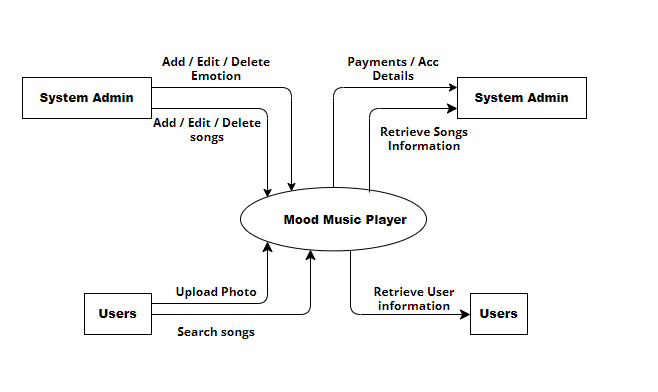 Add / Edit / Delete
Emotion
Payments / Acc
Details
System Admin
System Admin
Add / Edit / Delete
songs
Retrieve Songs
Information
Mood Music Player
Upload Photo
Retrieve User
information
Users
Users
Search songs